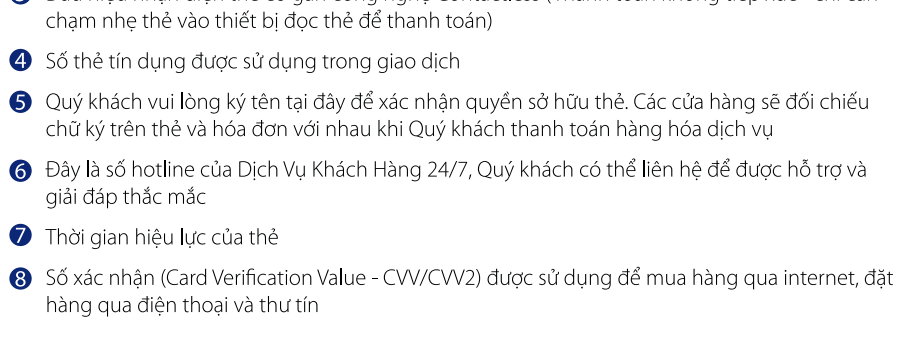 chạm nhẹ thẻ vào thiết bị đọc thẻ để thanh toán)
4 Số thẻ tín dụng được sử dụng trong giao dịch
5 Quý khách vui lòng ký tên tại đây để xác nhận quyền sở hữu thẻ. Các cửa hàng sẽ đối chiếu
chữ ký trên thẻ và hóa đơn với nhau khi Quý khách thanh toán hàng hóa dịch vụ
6 Đây là số hotline của Dịch Vụ Khách Hàng 24/7, Quý khách có thể liên hệ để được hỗ trợ và
giải đáp thắc mắc
7 Thời gian hiệu lực của thẻ
8 Số xác nhận (Card Verification Value - CVV/CVV2) được sử dụng để mua hàng qua internet, đặt
hàng qua điện thoại và thư tín